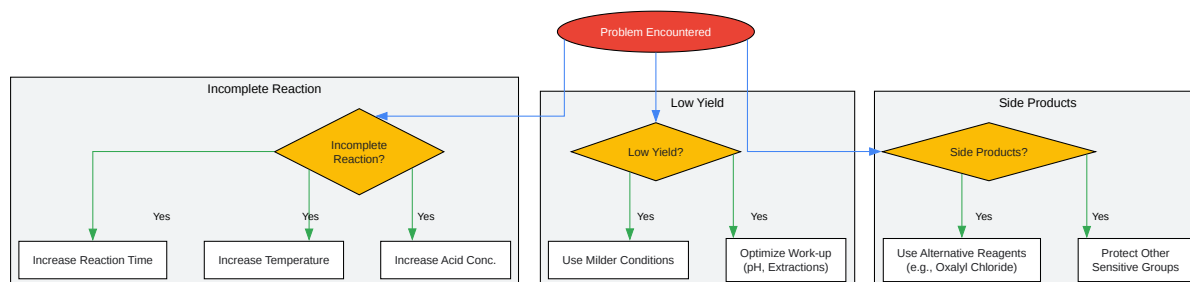 Problem Encountered
Incomplete Reaction
Low Yield
Side Products
Incomplete
Reaction?
Low Yield?
Side Products?
Yes
Yes
Yes
Yes
Yes
Yes
Yes
Increase Reaction Time
Increase Temperature
Increase Acid Conc.
Use Milder Conditions
Optimize Work-up
(pH, Extractions)
Use Alternative Reagents
(e.g., Oxalyl Chloride)
Protect Other
Sensitive Groups